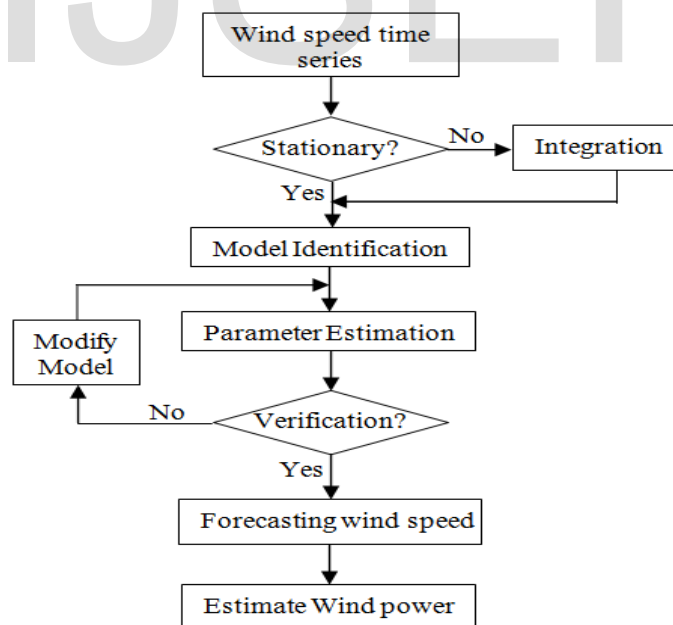 Wind speed time
series
Stationary?
No
Integration
Yes
Model Identification
Parameter Estimation
Modify
Model
No
Verification?
Yes
Forecasting wind speed
Estimate Wind power